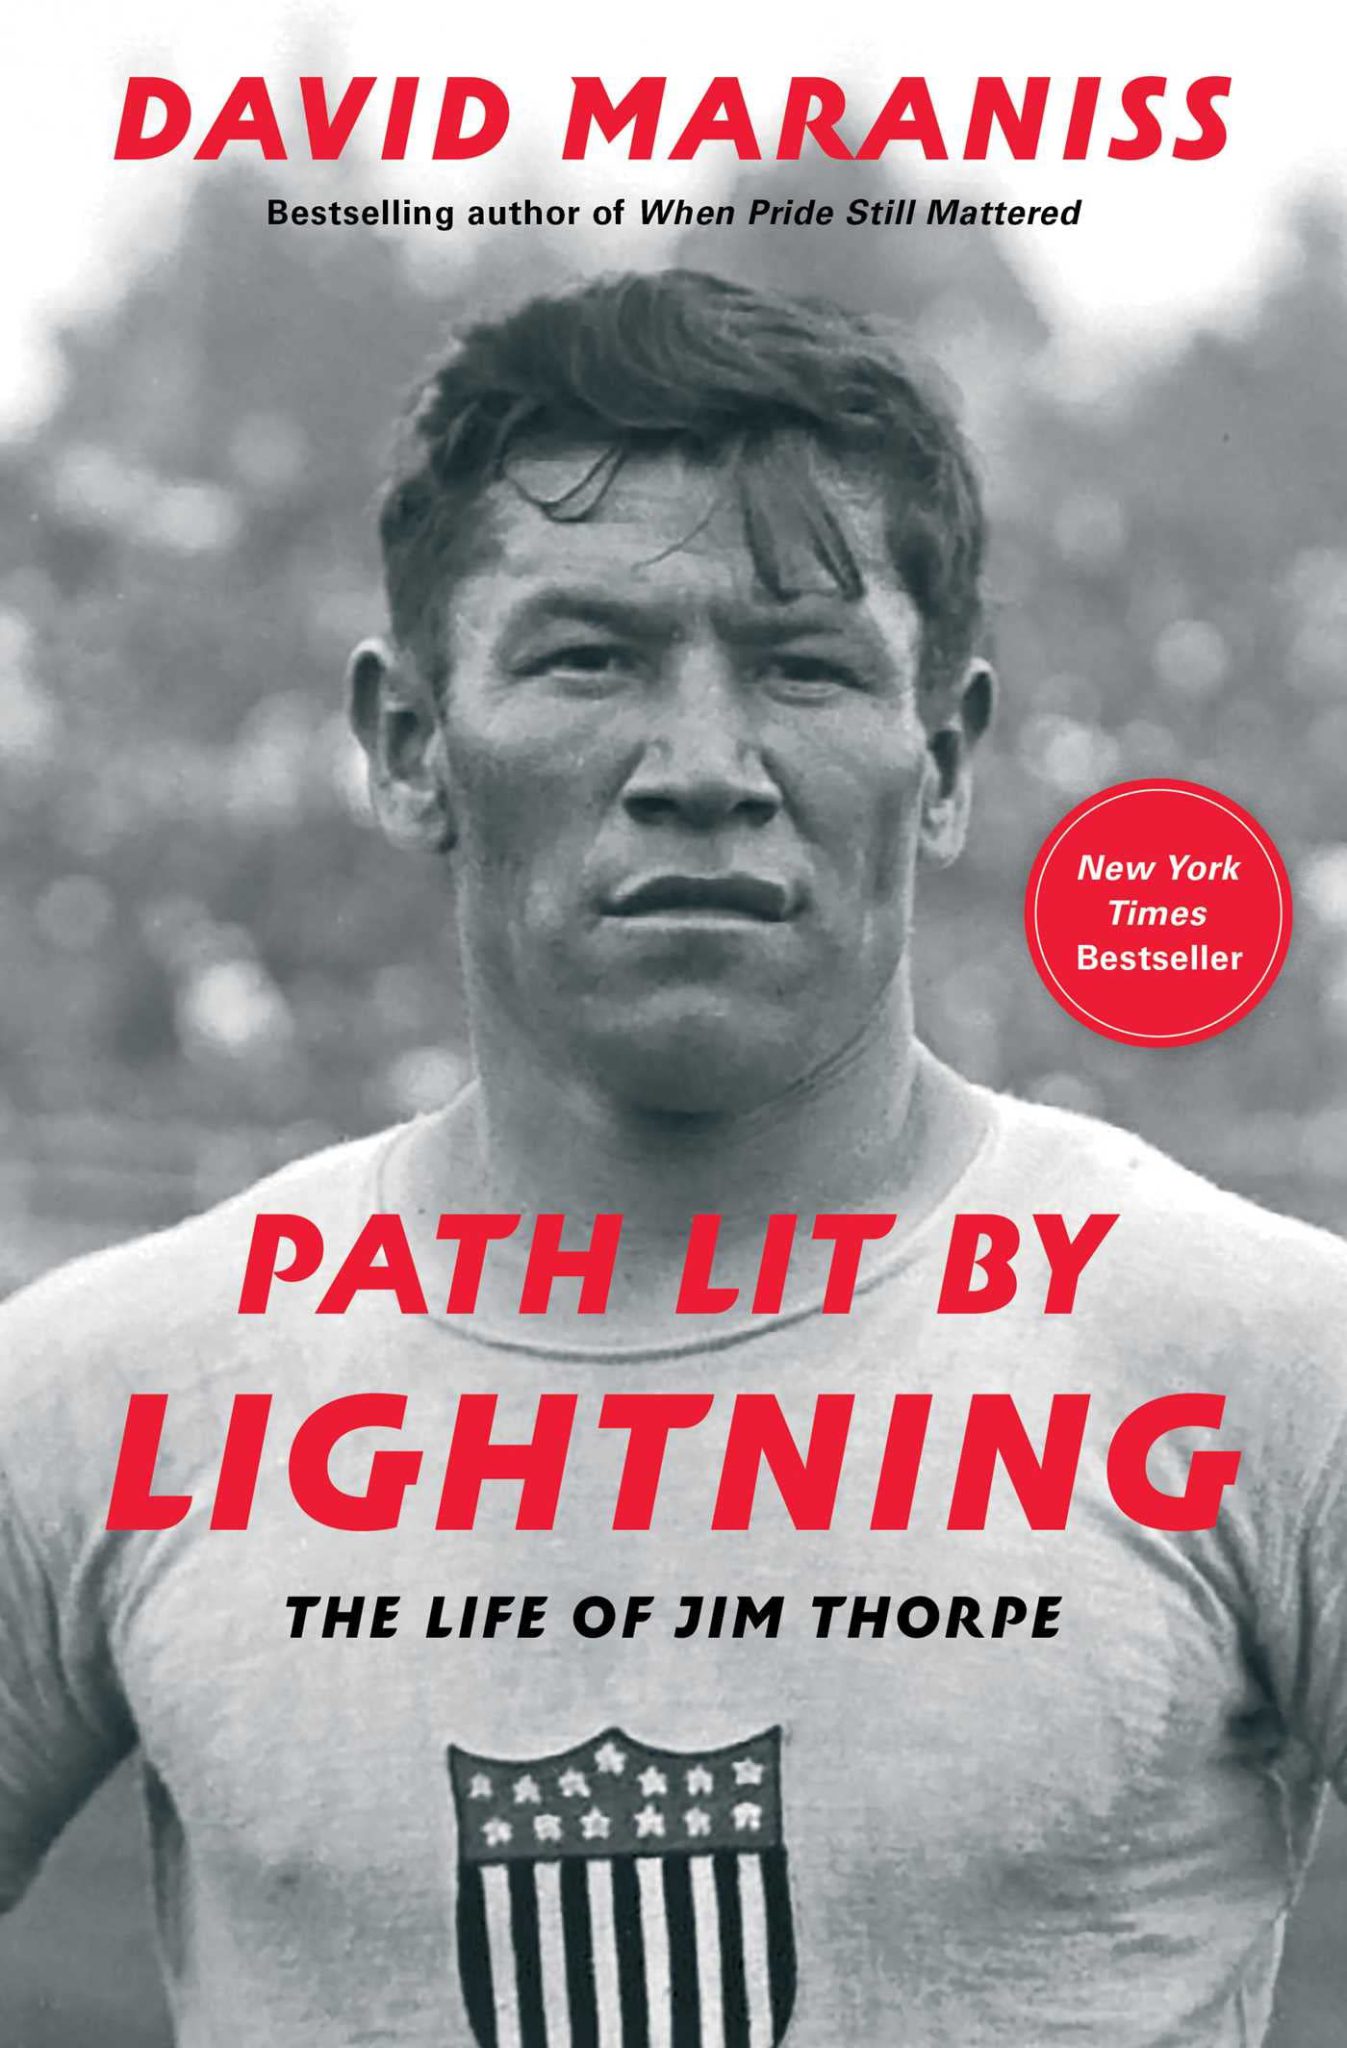 DAVID MARANISS
Bestselling author of When Pride Still Mattered
New York
Times
Bestseller
PATH LIT BY
LIGHTNING
THE LIFE OF JIM THORPE